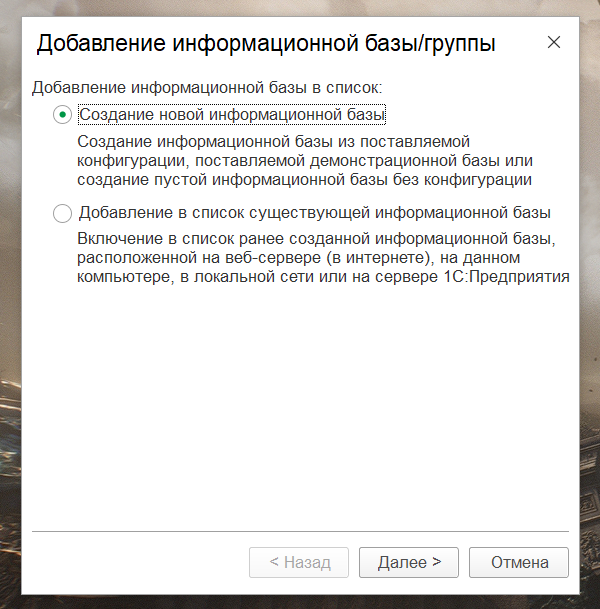 Добавление информационной базы/группы
Добавление информационной базы в список:
Создание новой информационной базы
Создание информационной базы из поставляемой
конфигурации, поставляемой демонстрационной базы или
создание пустой информационной базы без конфигурации
Добавление в список существующей информационной базы
Включение в список ранее созданной информационной базы,
расположенной на веб-сервере (в интернете), на данном
компьютере, в локальной сети или на сервере 1С:Предприятия
< Назад
Далее >
Отмена